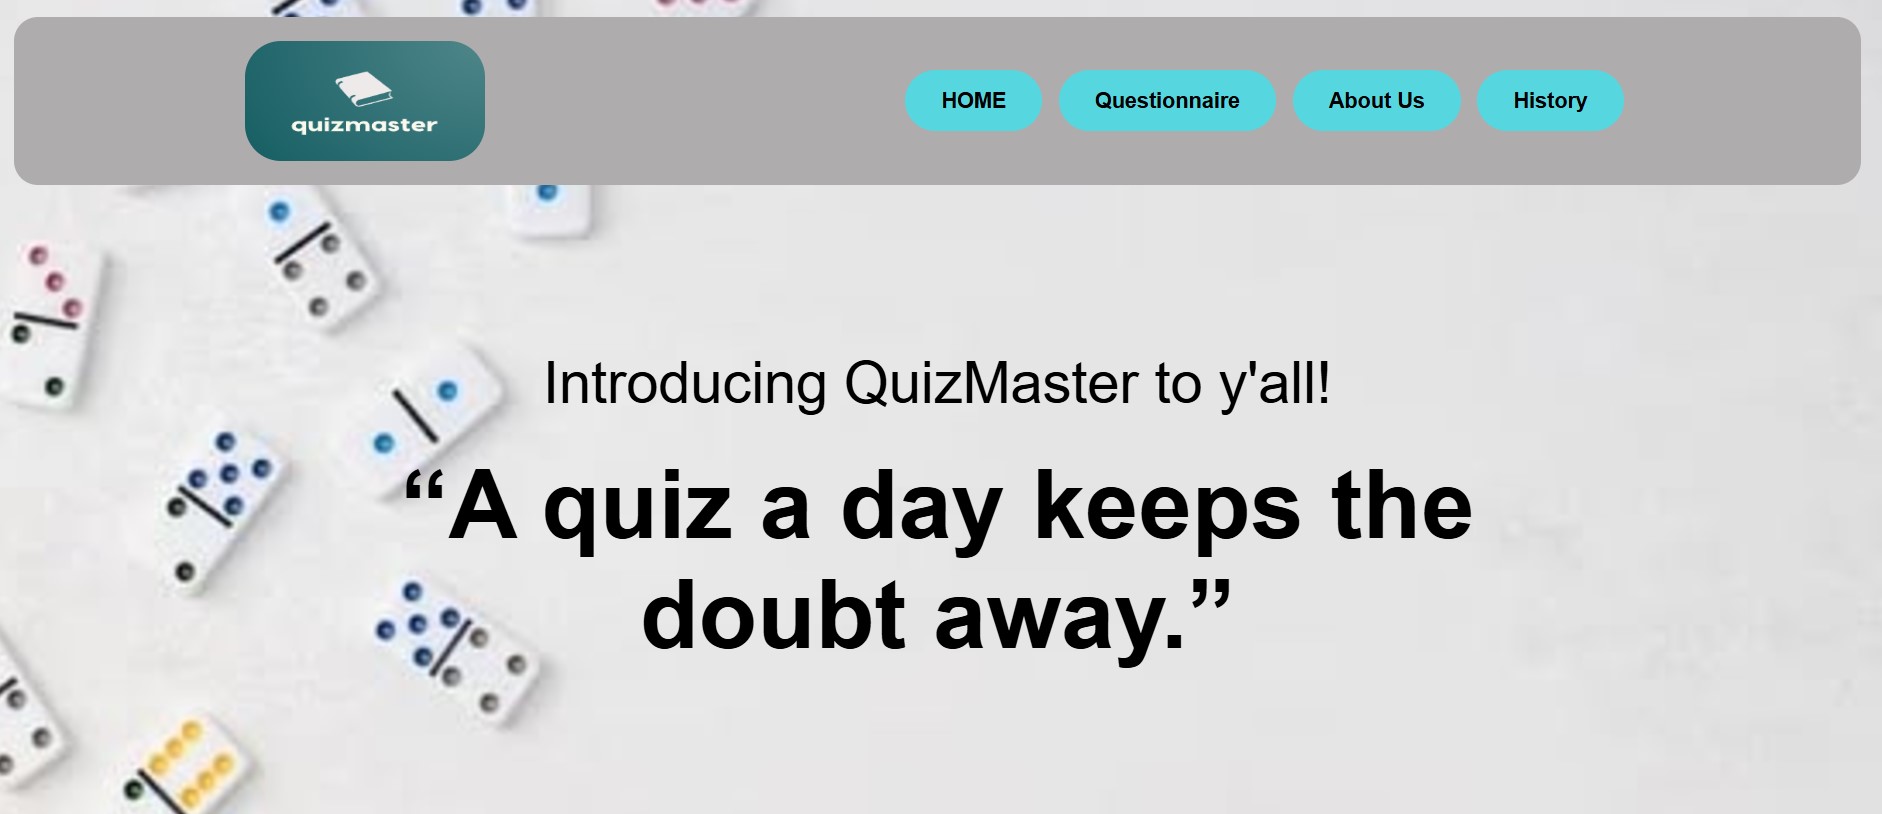 quizmaster
HOME
Questionnaire
About Us
History
Introducing QuizMaster to y'all!
“A quiz a day keeps the
doubt away.”